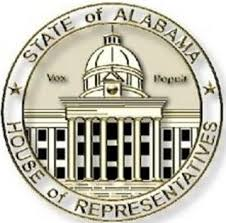 STATE of ALABAMA
Vox Populi
HOUSE of REPRESENTATIVES